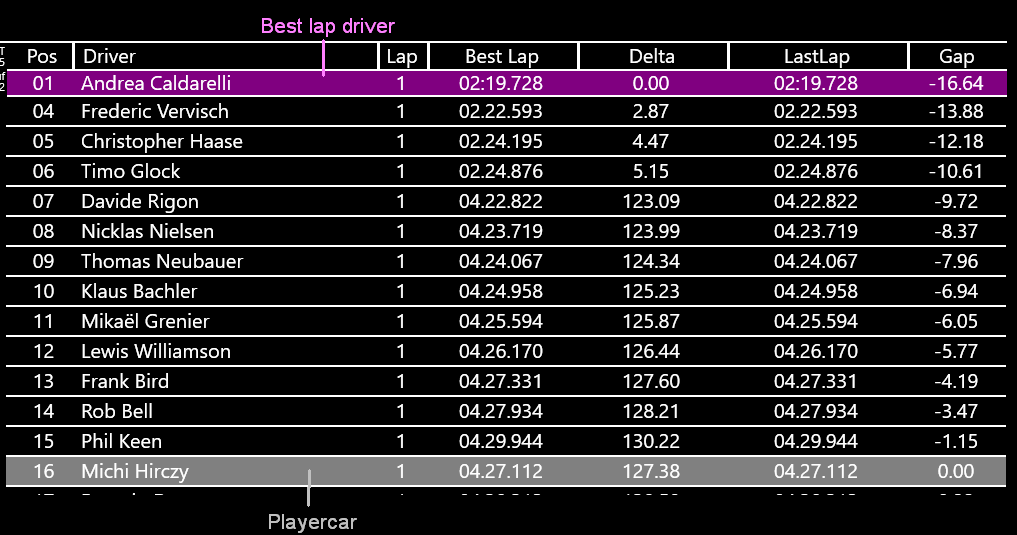 Best lap driver
Pos Driver Lap Best Lap Delta LastLap Gap
01 Andrea Caldarelli 1 02:19.728 0.00 02:19.728 -16.64
04 Frederic Vervisch 1 02.22.593 2.87 02.22.593 -13.88
05 Christopher Haase 1 02.24.195 4.47 02.24.195 -12.18
06 Timo Glock 1 02.24.876 5.15 02.24.876 -10.61
07 Davide Rigon 1 04.22.822 123.09 04.22.822 -9.72
08 Nicklas Nielsen 1 04.23.719 123.99 04.23.719 -8.37
09 Thomas Neubauer 1 04.24.067 124.34 04.24.067 -7.96
10 Klaus Bachler 1 04.24.958 125.23 04.24.958 -6.94
11 Mikaël Grenier 1 04.25.594 125.87 04.25.594 -6.05
12 Lewis Williamson 1 04.26.170 126.44 04.26.170 -5.77
13 Frank Bird 1 04.27.331 127.60 04.27.331 -4.19
14 Rob Bell 1 04.27.934 128.21 04.27.934 -3.47
15 Phil Keen 1 04.29.944 130.22 04.29.944 -1.15
16 Michi Hirczy 1 04.27.112 127.38 04.27.112 0.00
Playercar